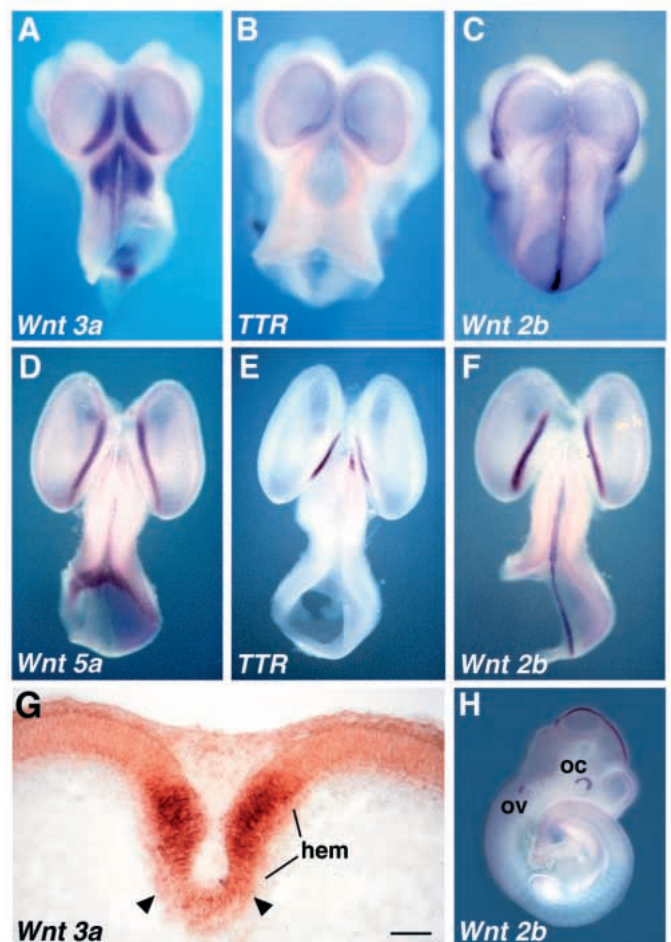 A
Wnt 3a
B
TTR
C
Wnt 2b
D
Wnt 5a
E
TTR
F
Wnt 2b
G
hem
Wnt 3a
H
oc
ov
Wnt 2b